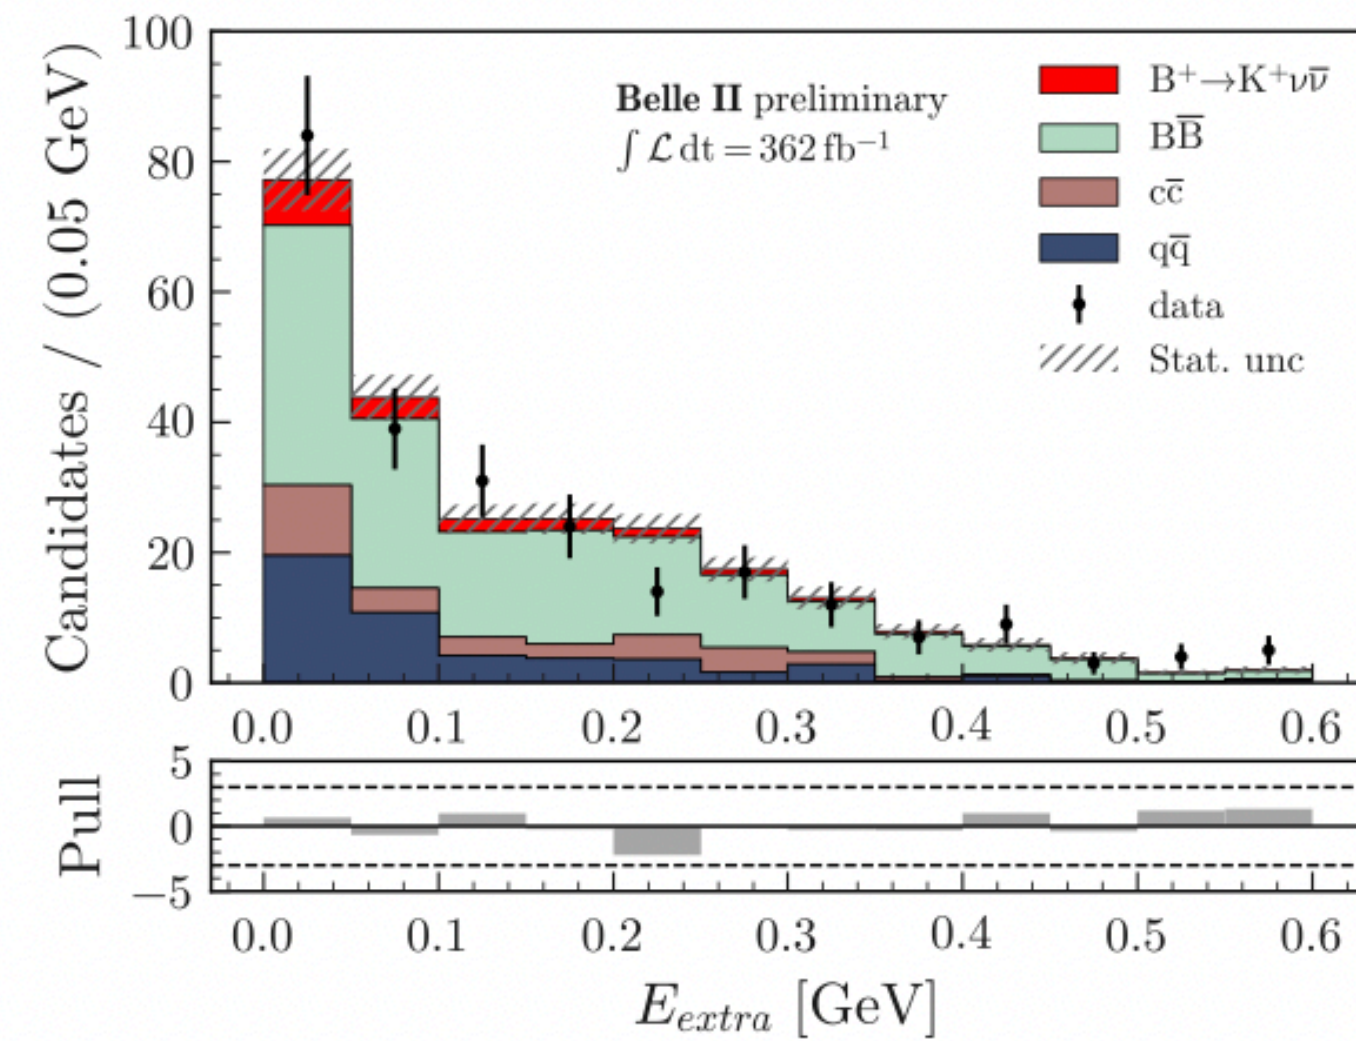 Candidates / (0.05 GeV)
100
80
60
40
20
0
Belle II preliminary
∫ ℒ dt = 362 fb⁻¹
B⁺→K⁺νν̅
BB̅
cc̅
qq̅
data
Stat. unc
0.0 0.1 0.2 0.3 0.4 0.5 0.6
Pull
5
0
−5
0.0 0.1 0.2 0.3 0.4 0.5 0.6
E_extra [GeV]